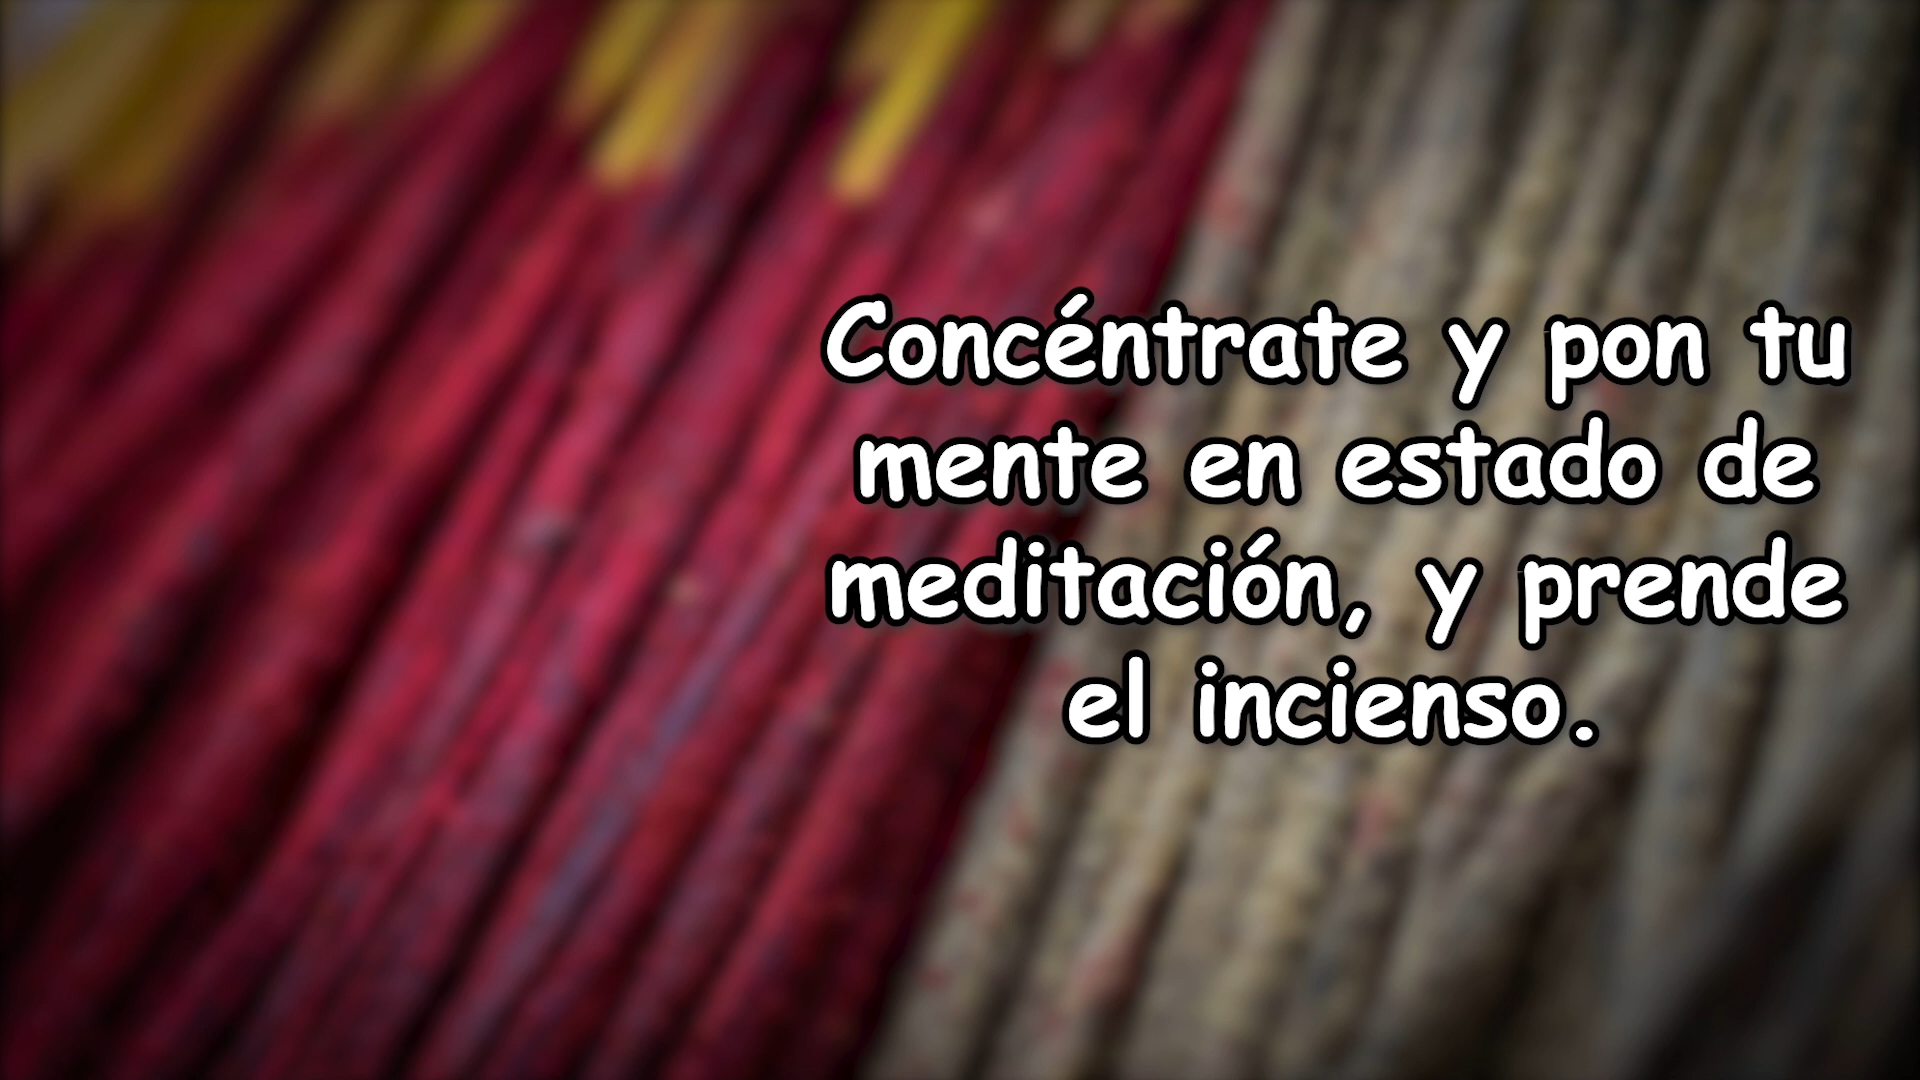 Concéntrate y pon tu
mente en estado de
meditación, y prende
el incienso.